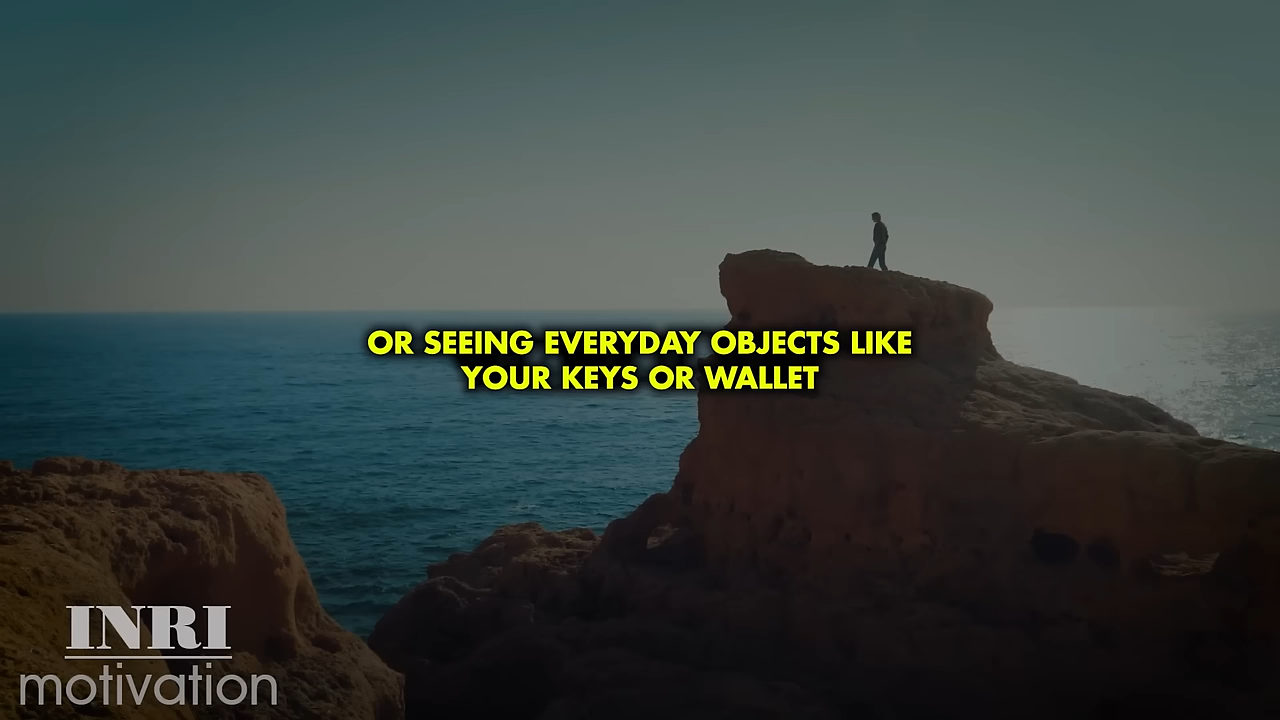 OR SEEING EVERYDAY OBJECTS LIKE
YOUR KEYS OR WALLET
INRI
motivation